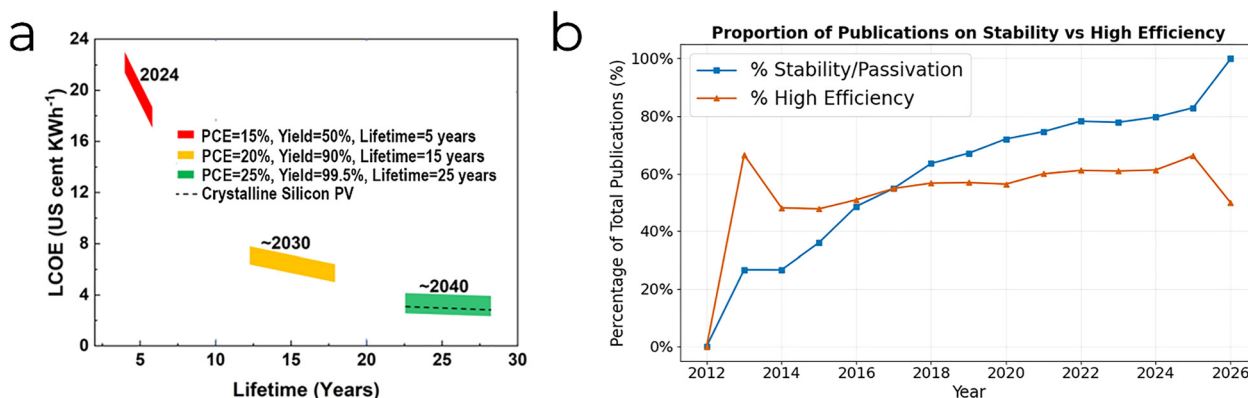 a
24
20
16
12
8
4
0
LCOE (US cent KWh-1)
2024
PCE=15%, Yield=50%, Lifetime=5 years
PCE=20%, Yield=90%, Lifetime=15 years
PCE=25%, Yield=99.5%, Lifetime=25 years
Crystalline Silicon PV
~2030
~2040
5 10 15 20 25 30
Lifetime (Years)
b
Proportion of Publications on Stability vs High Efficiency
100%
80%
60%
40%
20%
0%
Percentage of Total Publications (%)
% Stability/Passivation
% High Efficiency
2012 2014 2016 2018 2020 2022 2024 2026
Year